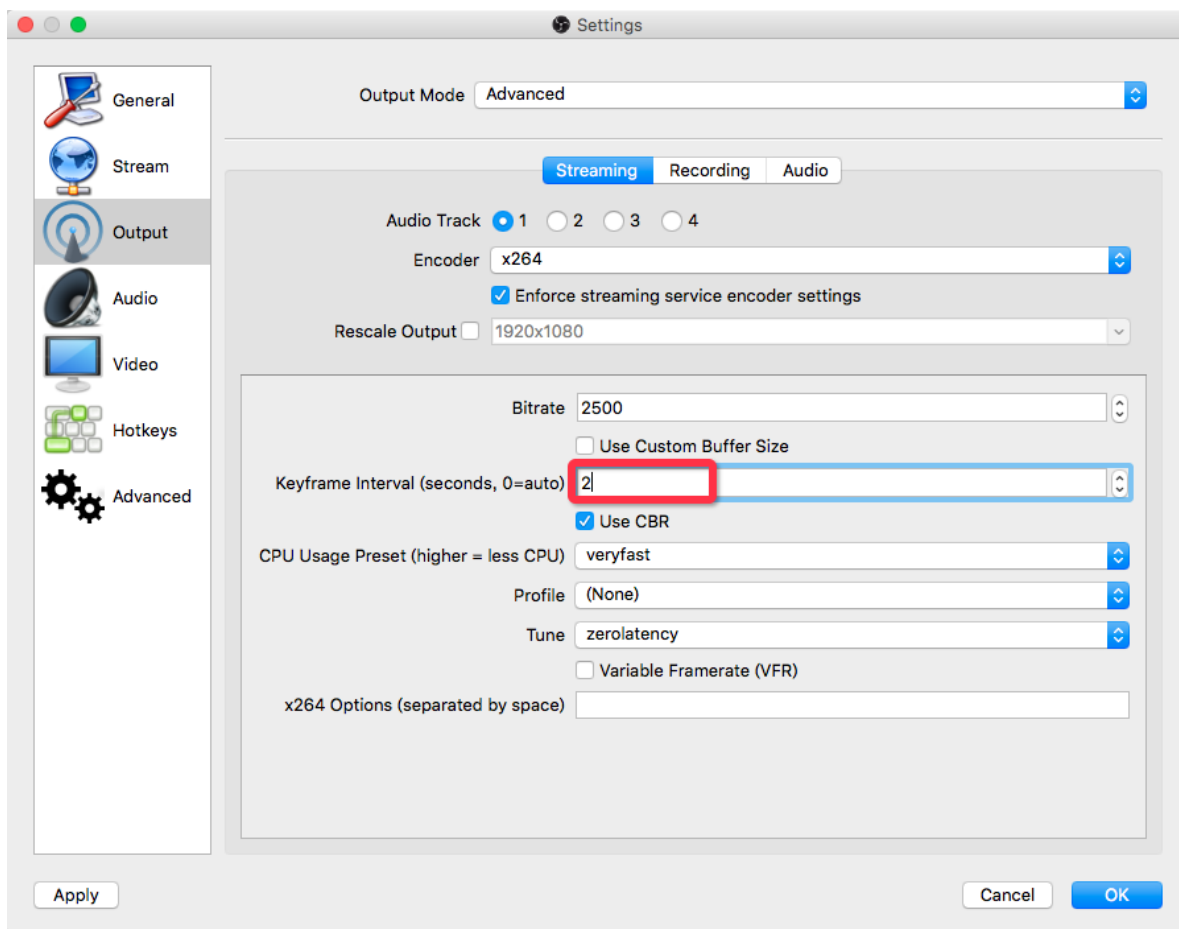 Settings
General
Stream
Output
Audio
Video
Hotkeys
Advanced
Output Mode Advanced
Streaming Recording Audio
Audio Track 1 2 3 4
Encoder x264
Enforce streaming service encoder settings
Rescale Output 1920x1080
Bitrate 2500
Use Custom Buffer Size
Keyframe Interval (seconds, 0=auto) 2
Use CBR
CPU Usage Preset (higher = less CPU) veryfast
Profile (None)
Tune zerolatency
Variable Framerate (VFR)
x264 Options (separated by space)
Apply Cancel OK